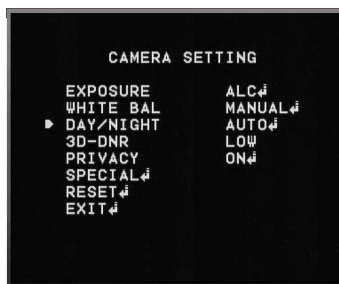 CAMERA SETTING
EXPOSURE ALC↲
WHITE BAL MANUAL↲
DAY/NIGHT AUTO↲
3D-DNR LOW
PRIVACY ON↲
SPECIAL↲
RESET↲
EXIT↲